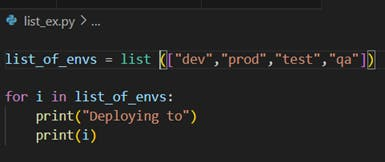 list_ex.py > ...
list_of_envs = list (["dev","prod","test","qa"])
for i in list_of_envs:
    print("Deploying to")
    print(i)